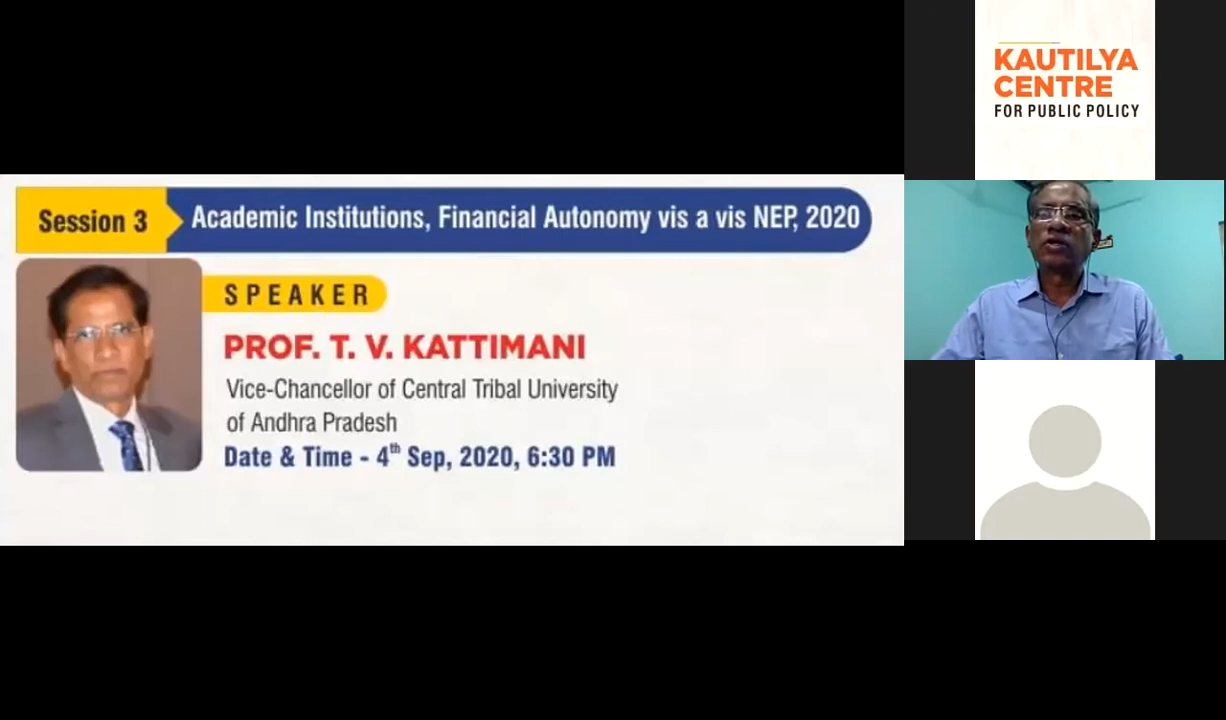 KAUTILYA
CENTRE
FOR PUBLIC POLICY
Session 3
Academic Institutions, Financial Autonomy vis a vis NEP, 2020
SPEAKER
PROF. T. V. KATTIMANI
Vice-Chancellor of Central Tribal University
of Andhra Pradesh
Date & Time - 4th Sep, 2020, 6:30 PM